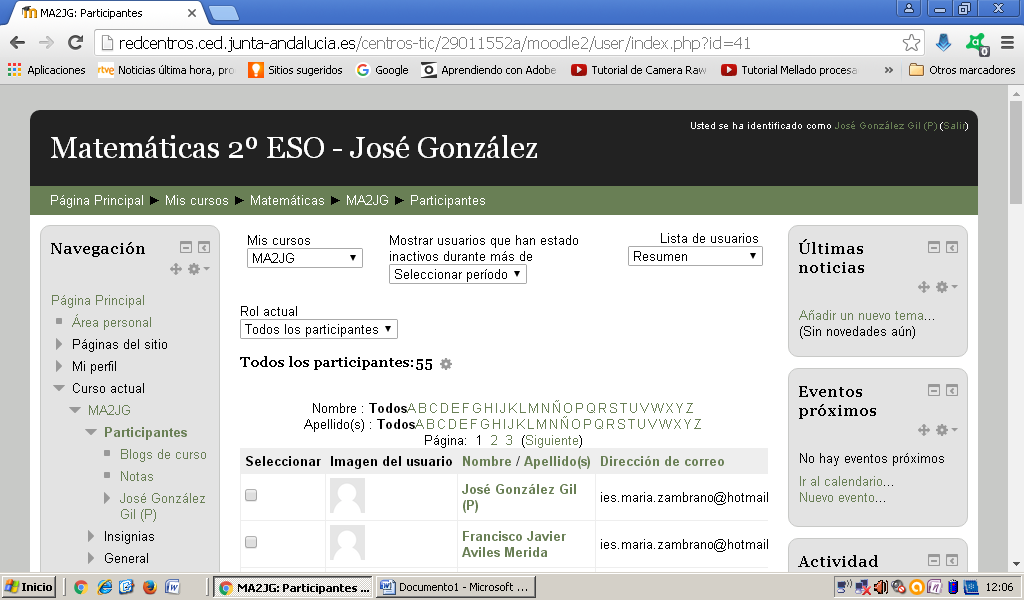 MA2JG: Participantes
redcentros.ced.junta-andalucia.es/centros-tic/29011552a/moodle2/user/index.php?id=41
Aplicaciones
rtve Noticias última hora, pro
Sitios sugeridos
Google
Aprendiendo con Adobe
Tutorial de Camera Raw
Tutorial Mellado procesa
»
Otros marcadores
Usted se ha identificado como José González Gil (P) (Salir)
Matemáticas 2º ESO - José González
Página Principal ► Mis cursos ► Matemáticas ► MA2JG ► Participantes
Navegación
Página Principal
Área personal
Páginas del sitio
Mi perfil
Curso actual
MA2JG
Participantes
Blogs de curso
Notas
José González
Gil (P)
Insignias
General
Mis cursos
MA2JG
Mostrar usuarios que han estado
inactivos durante más de
Seleccionar período
Lista de usuarios
Resumen
Rol actual
Todos los participantes
Todos los participantes:55
Nombre : Todos A B C D E F G H I J K L M N Ñ O P Q R S T U V W X Y Z
Apellido(s) : Todos A B C D E F G H I J K L M N Ñ O P Q R S T U V W X Y Z
Página: 1 2 3 (Siguiente)
Seleccionar Imagen del usuario Nombre / Apellido(s) Dirección de correo
José González Gil
(P)
ies.maria.zambrano@hotmail
Francisco Javier
Aviles Merida
ies.maria.zambrano@hotmail
Últimas
noticias
Añadir un nuevo tema...
(Sin novedades aún)
Eventos
próximos
No hay eventos próximos
Ir al calendario...
Nuevo evento...
Actividad
Inicio
MA2JG: Participantes ...
Documento1 - Microsoft ...
12:06